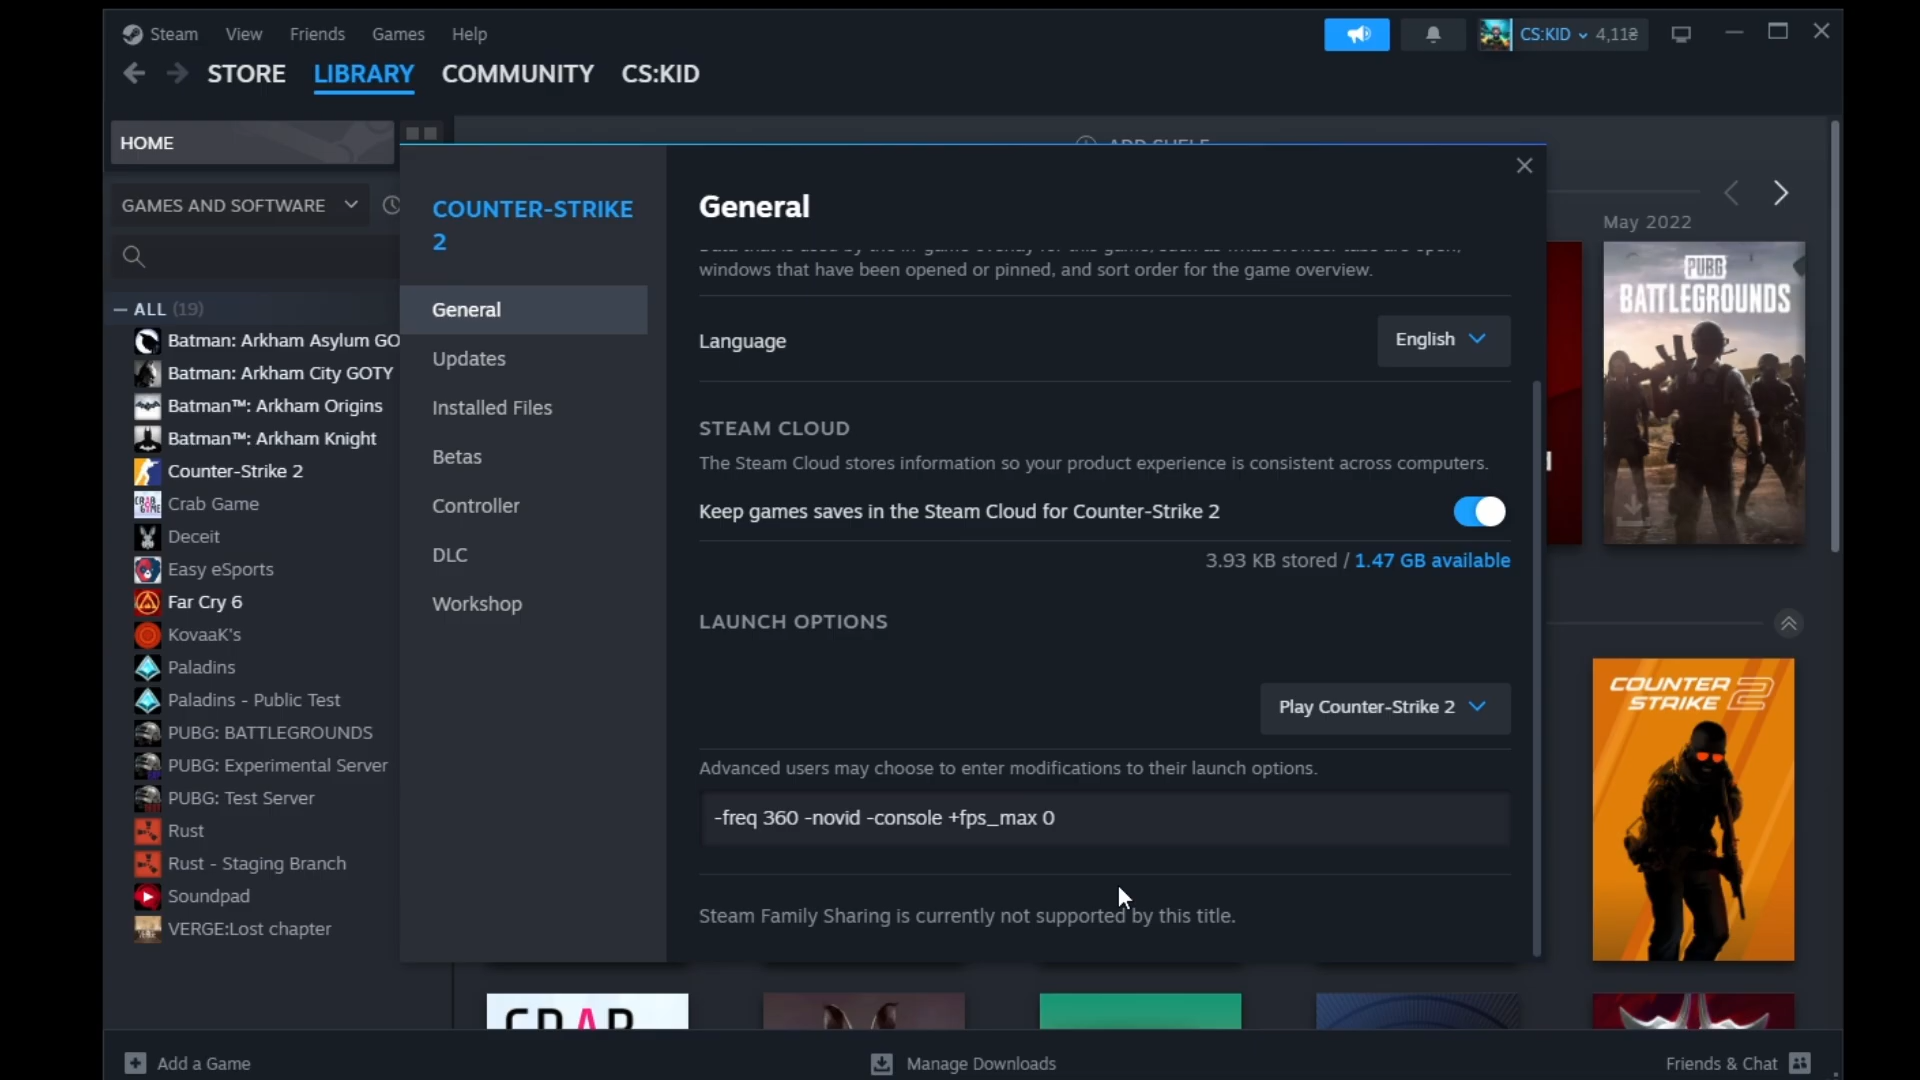 Steam View Friends Games Help
CS:KID 4,11₴
STORE LIBRARY COMMUNITY CS:KID
HOME
GAMES AND SOFTWARE
ALL (19)
Batman: Arkham Asylum GO
Batman: Arkham City GOTY
Batman™: Arkham Origins
Batman™: Arkham Knight
Counter-Strike 2
Crab Game
Deceit
Easy eSports
Far Cry 6
KovaaK's
Paladins
Paladins - Public Test
PUBG: BATTLEGROUNDS
PUBG: Experimental Server
PUBG: Test Server
Rust
Rust - Staging Branch
Soundpad
VERGE:Lost chapter
COUNTER-STRIKE
2
General
Updates
Installed Files
Betas
Controller
DLC
Workshop
General
windows that have been opened or pinned, and sort order for the game overview.
Language
English
STEAM CLOUD
The Steam Cloud stores information so your product experience is consistent across computers.
Keep games saves in the Steam Cloud for Counter-Strike 2
3.93 KB stored / 1.47 GB available
LAUNCH OPTIONS
Play Counter-Strike 2
Advanced users may choose to enter modifications to their launch options.
-freq 360 -novid -console +fps_max 0
Steam Family Sharing is currently not supported by this title.
May 2022
PUBG
BATTLEGROUNDS
COUNTER
STRIKE 2
Add a Game
Manage Downloads
Friends & Chat